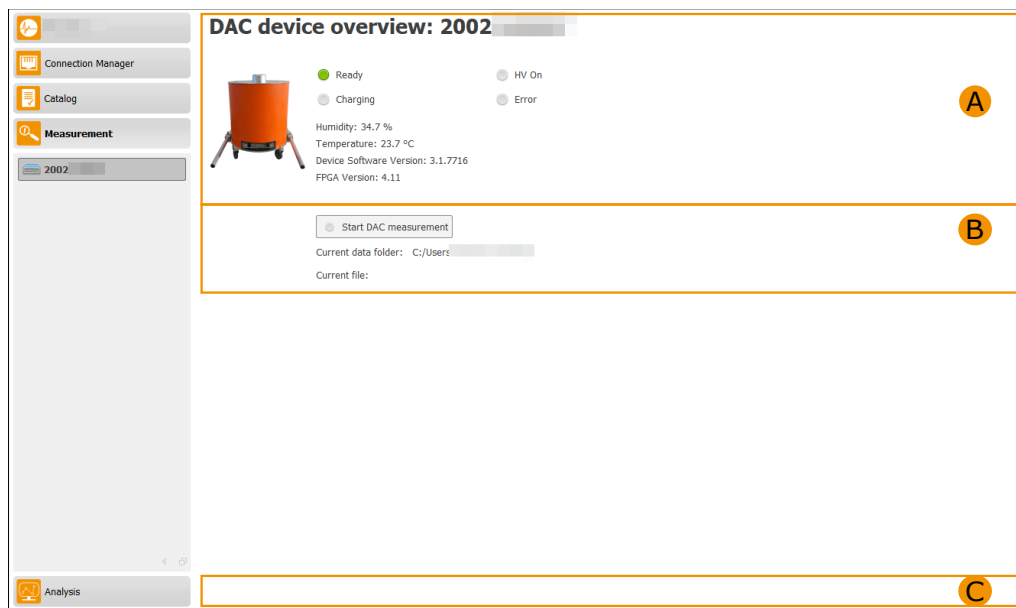 DAC device overview: 2002
Connection Manager
Catalog
Measurement
2002
Analysis
Ready
HV On
Charging
Error
Humidity: 34.7 %
Temperature: 23.7 °C
Device Software Version: 3.1.7716
FPGA Version: 4.11
A
Start DAC measurement
Current data folder: C:/Users
Current file:
B
C